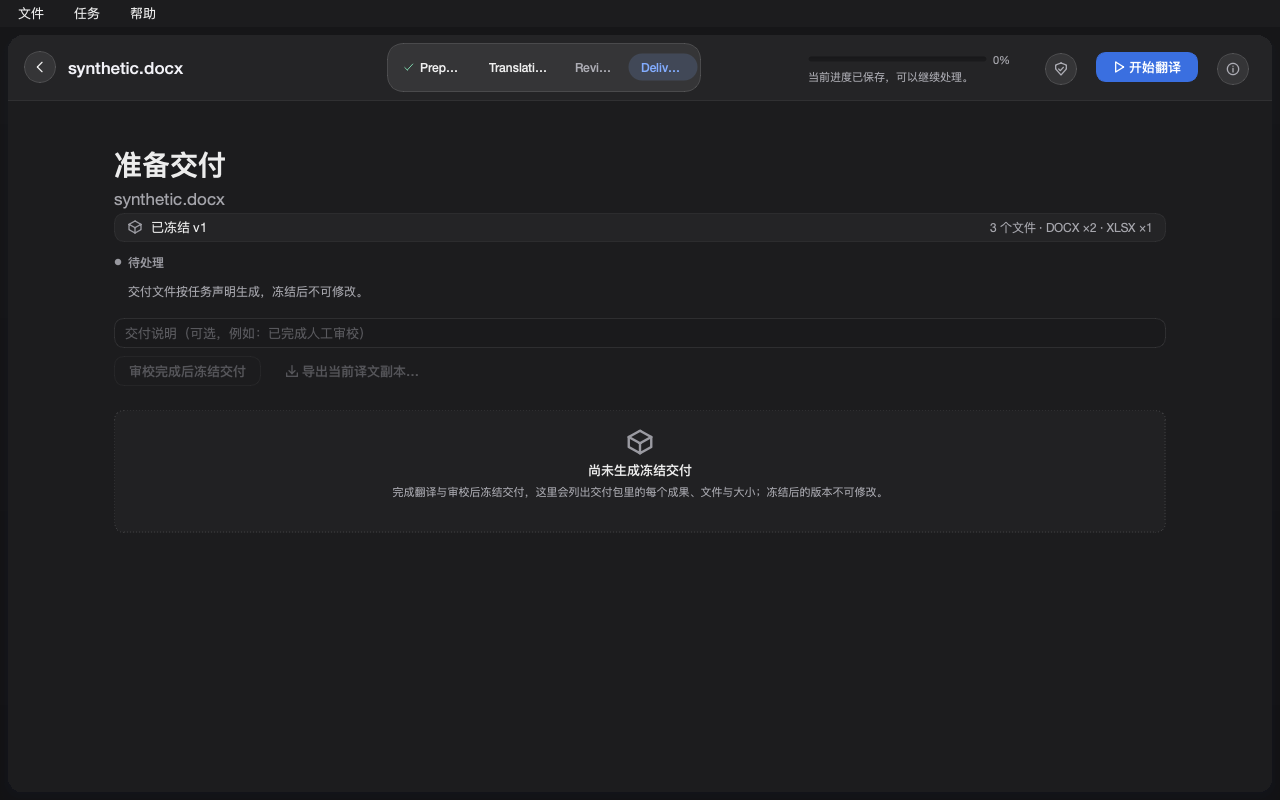 文件 任务 帮助
synthetic.docx
Prep... Translati... Revi... Deliv...
0%
当前进度已保存，可以继续处理。
开始翻译
准备交付
synthetic.docx
已冻结 v1
3 个文件 · DOCX ×2 · XLSX ×1
待处理
交付文件按任务声明生成，冻结后不可修改。
交付说明（可选，例如：已完成人工审校）
审校完成后冻结交付 导出当前译文副本...
尚未生成冻结交付
完成翻译与审校后冻结交付，这里会列出交付包里的每个成果、文件与大小；冻结后的版本不可修改。